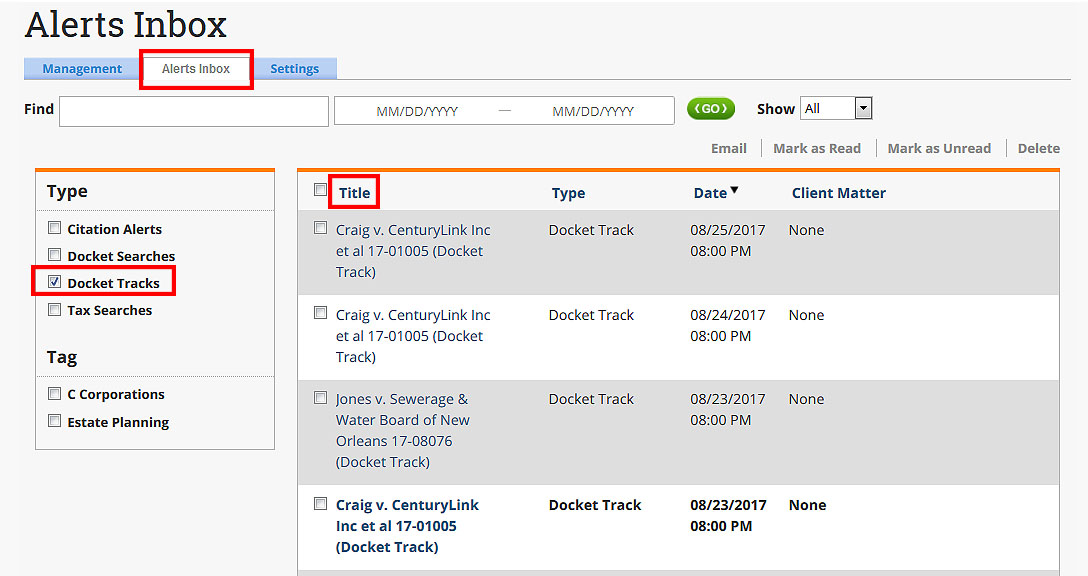 Alerts Inbox
Management Alerts Inbox Settings
Find MM/DD/YYYY — MM/DD/YYYY GO Show All
Email Mark as Read Mark as Unread Delete
Type
Citation Alerts
Docket Searches
Docket Tracks
Tax Searches
Tag
C Corporations
Estate Planning
Title Type Date Client Matter
Craig v. CenturyLink Inc Docket Track 08/25/2017 None
et al 17-01005 (Docket 08:00 PM
Track)
Craig v. CenturyLink Inc Docket Track 08/24/2017 None
et al 17-01005 (Docket 08:00 PM
Track)
Jones v. Sewerage & Docket Track 08/23/2017 None
Water Board of New 08:00 PM
Orleans 17-08076
(Docket Track)
Craig v. CenturyLink Docket Track 08/23/2017 None
Inc et al 17-01005 08:00 PM
(Docket Track)